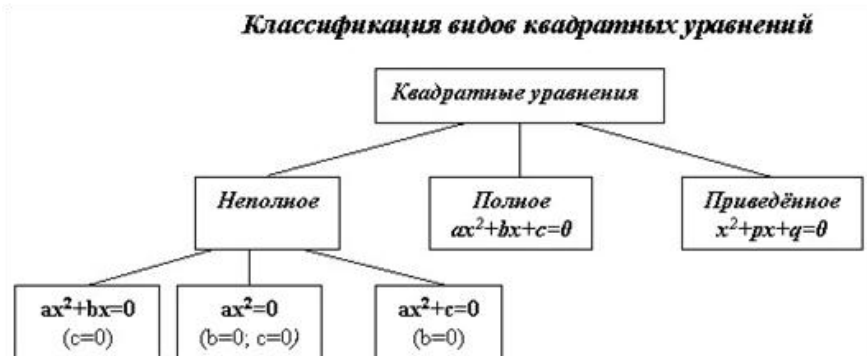 Классификация видов квадратных уравнений
Квадратные уравнения
Неполное
Полное
ax²+bx+c=0
Приведённое
x²+px+q=0
ax²+bx=0
(c=0)
ax²=0
(b=0; c=0)
ax²+c=0
(b=0)